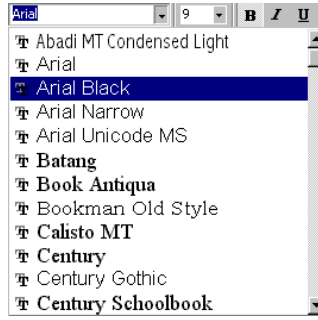 Arial 9 B I U
Abadi MT Condensed Light
Arial
Arial Black
Arial Narrow
Arial Unicode MS
Batang
Book Antiqua
Bookman Old Style
Calisto MT
Century
Century Gothic
Century Schoolbook